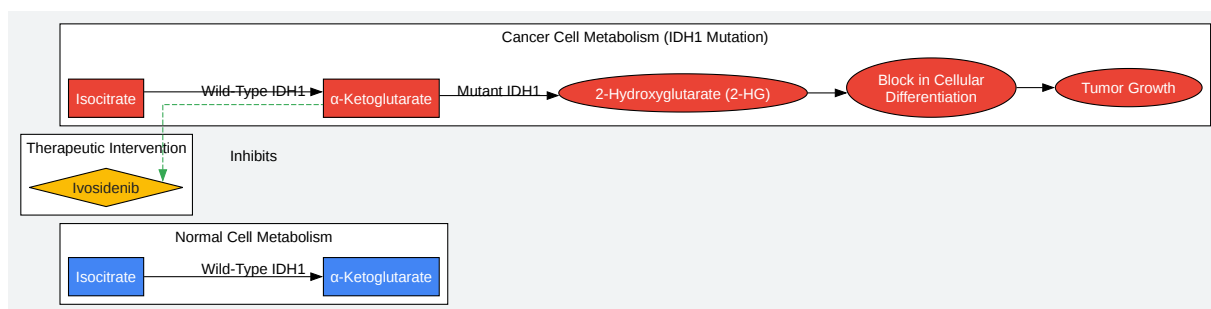 Cancer Cell Metabolism (IDH1 Mutation)
Isocitrate
Wild-Type IDH1
α-Ketoglutarate
Mutant IDH1
2-Hydroxyglutarate (2-HG)
Block in Cellular
Differentiation
Tumor Growth
Therapeutic Intervention
Inhibits
Ivosidenib
Normal Cell Metabolism
Isocitrate
Wild-Type IDH1
α-Ketoglutarate